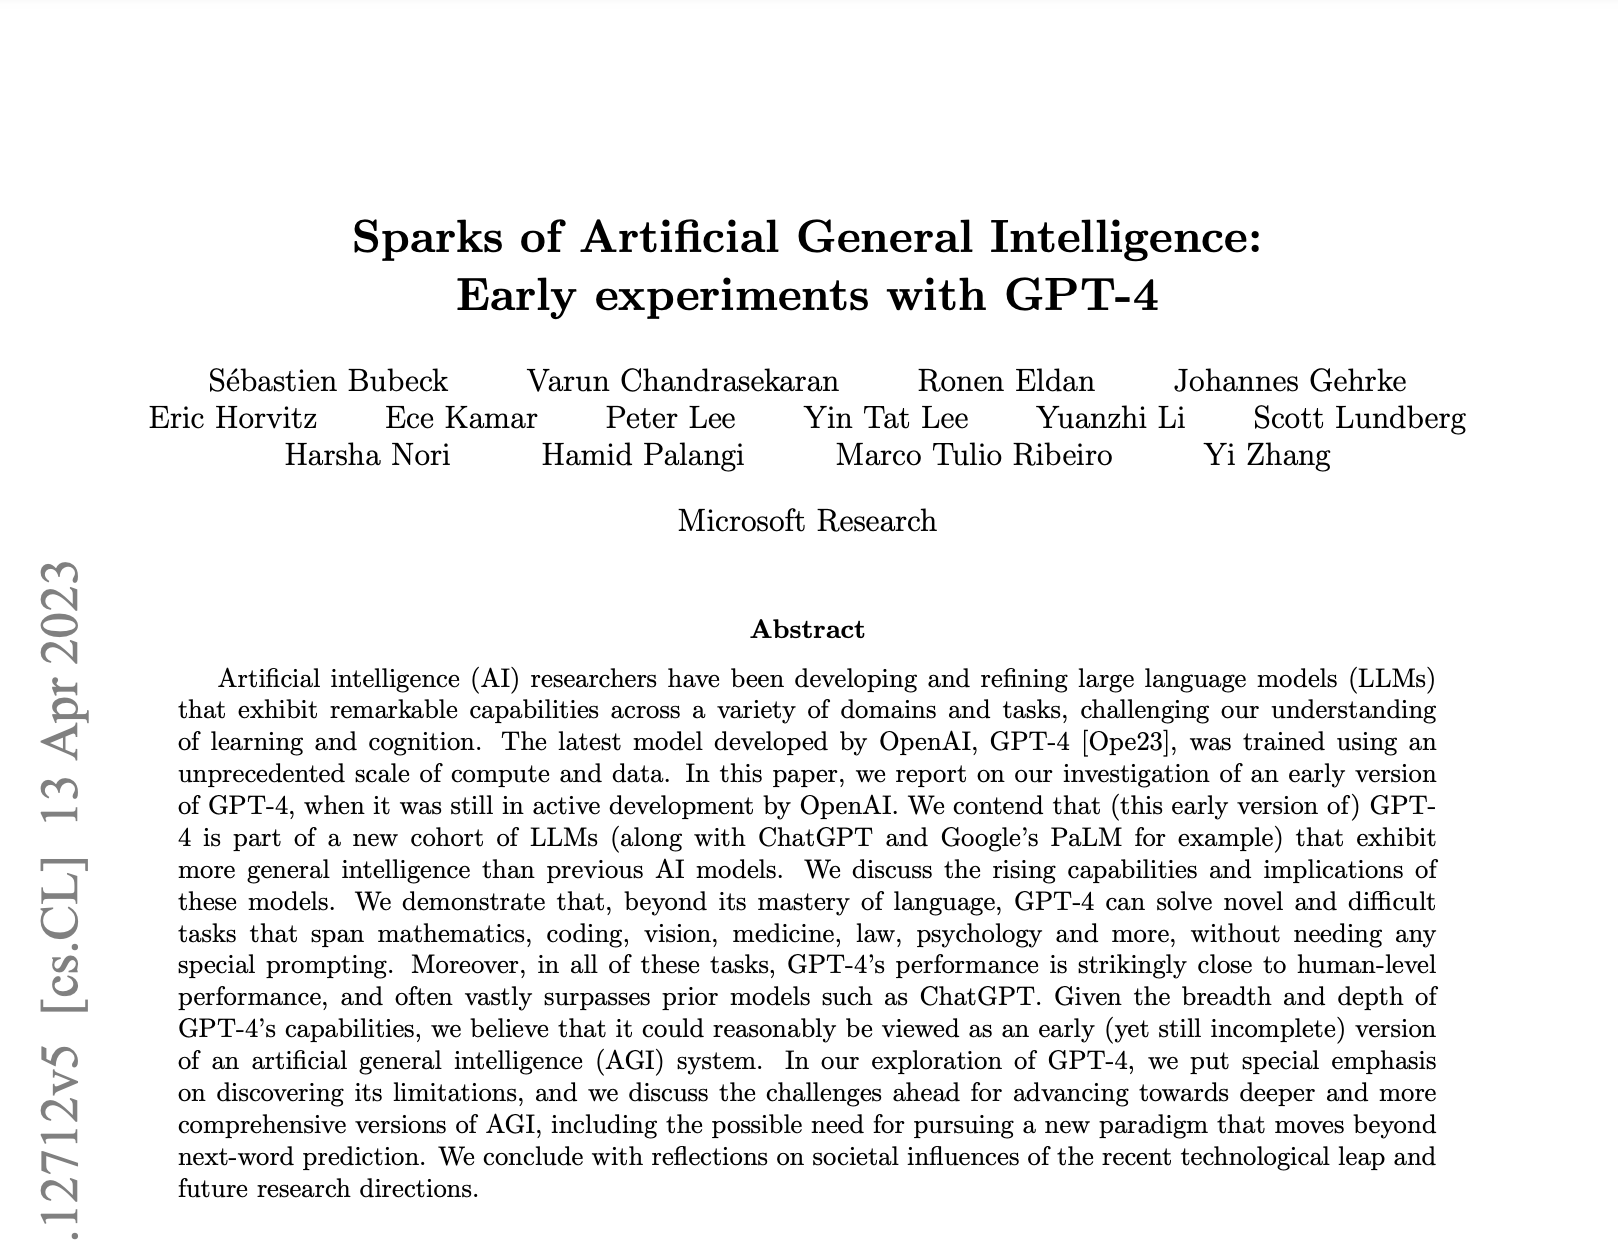 Sparks of Artificial General Intelligence:
Early experiments with GPT-4
Sébastien Bubeck Varun Chandrasekaran Ronen Eldan Johannes Gehrke
Eric Horvitz Ece Kamar Peter Lee Yin Tat Lee Yuanzhi Li Scott Lundberg
Harsha Nori Hamid Palangi Marco Tulio Ribeiro Yi Zhang
Microsoft Research
Abstract
Artificial intelligence (AI) researchers have been developing and refining large language models (LLMs)
that exhibit remarkable capabilities across a variety of domains and tasks, challenging our understanding
of learning and cognition. The latest model developed by OpenAI, GPT-4 [Ope23], was trained using an
unprecedented scale of compute and data. In this paper, we report on our investigation of an early version
of GPT-4, when it was still in active development by OpenAI. We contend that (this early version of) GPT-
4 is part of a new cohort of LLMs (along with ChatGPT and Google's PaLM for example) that exhibit
more general intelligence than previous AI models. We discuss the rising capabilities and implications of
these models. We demonstrate that, beyond its mastery of language, GPT-4 can solve novel and difficult
tasks that span mathematics, coding, vision, medicine, law, psychology and more, without needing any
special prompting. Moreover, in all of these tasks, GPT-4's performance is strikingly close to human-level
performance, and often vastly surpasses prior models such as ChatGPT. Given the breadth and depth of
GPT-4's capabilities, we believe that it could reasonably be viewed as an early (yet still incomplete) version
of an artificial general intelligence (AGI) system. In our exploration of GPT-4, we put special emphasis
on discovering its limitations, and we discuss the challenges ahead for advancing towards deeper and more
comprehensive versions of AGI, including the possible need for pursuing a new paradigm that moves beyond
next-word prediction. We conclude with reflections on societal influences of the recent technological leap and
future research directions.
.12712v5 [cs.CL] 13 Apr 2023